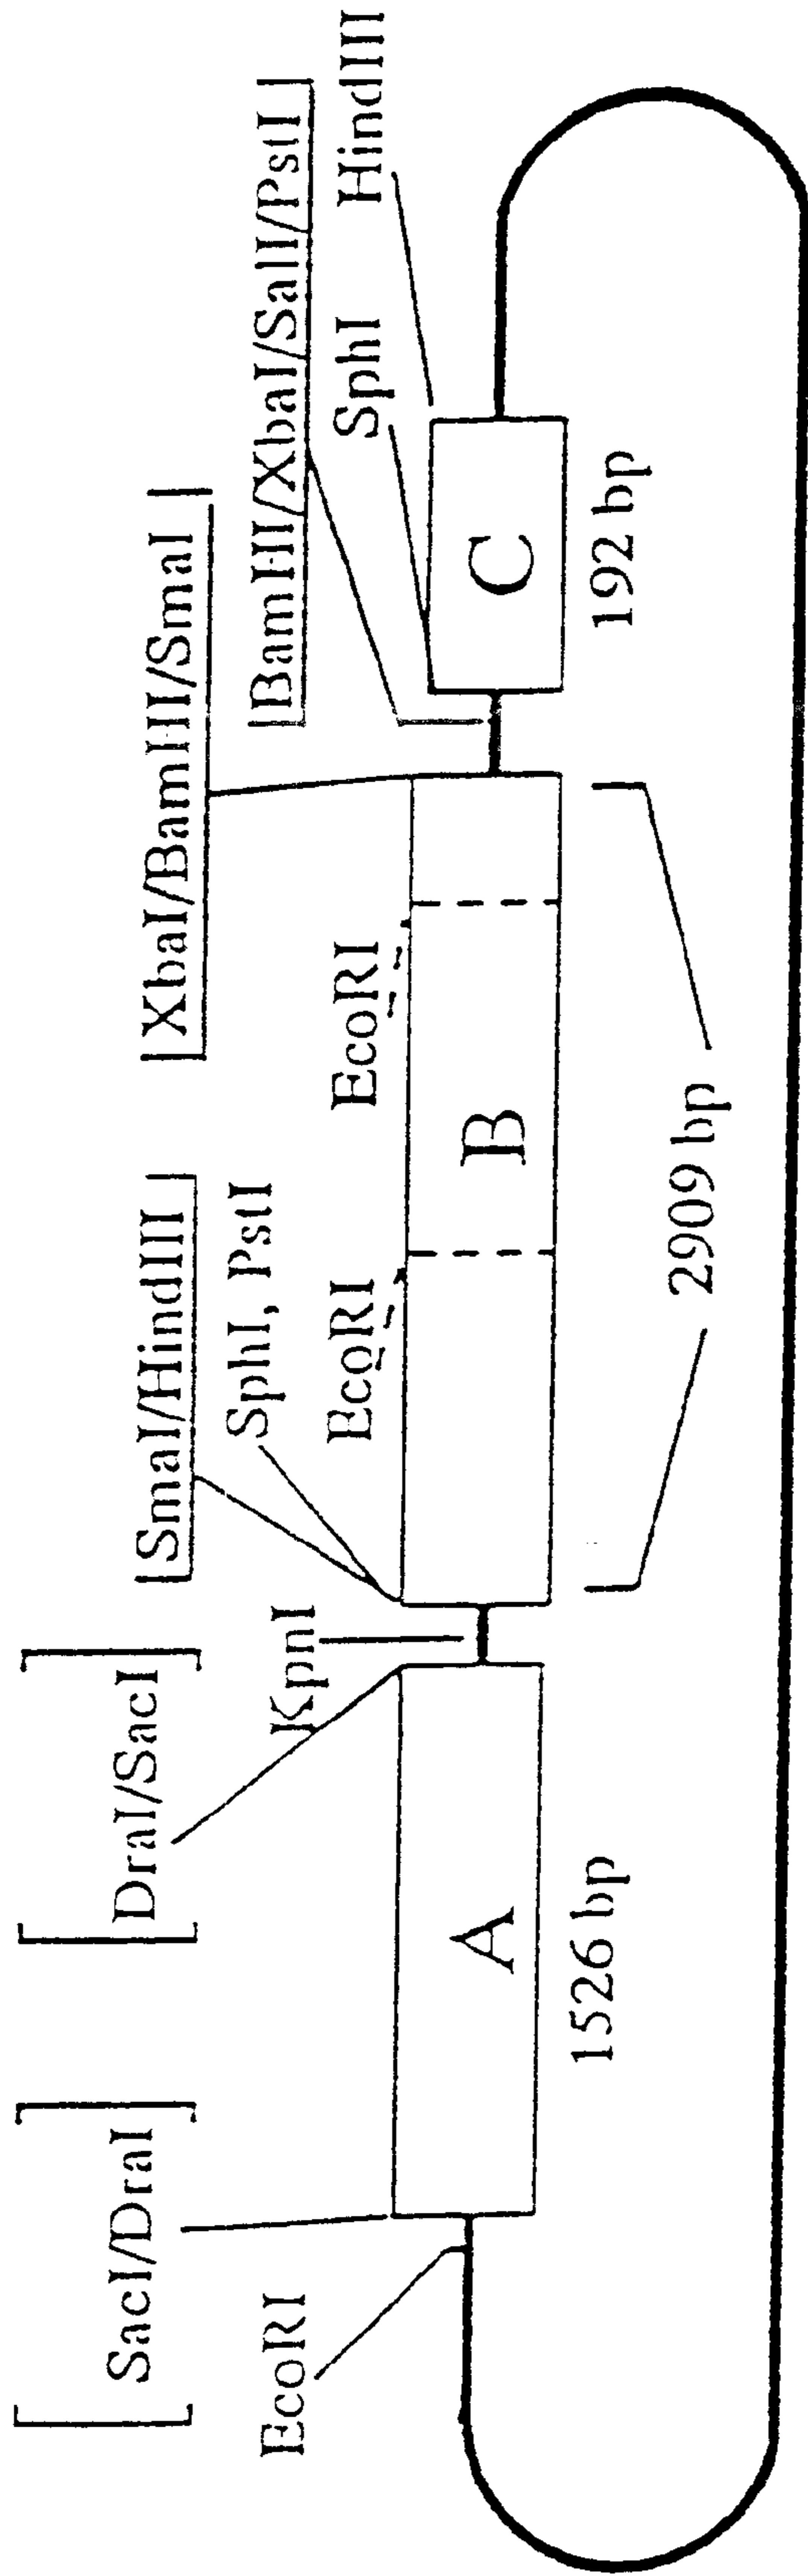 [SacI/DraI]
EcoRI
[DraI/SacI]
KpnI
[SmaI/HindIII]
SphI, PstI
EcoRI
EcoRI
[XbaI/BamHI/SmaI]
[BamHI/XbaI/SalI/PstI]
SphI
HindIII
A
B
C
1526 bp
2909 bp
192 bp